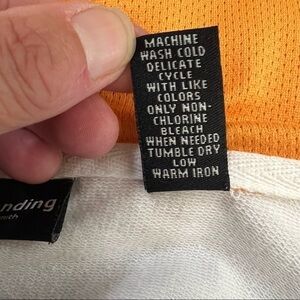 MACHINE
WASH COLD
DELICATE
CYCLE
WITH LIKE
COLORS
ONLY NON-
CHLORINE
BLEACH
WHEN NEEDED
TUMBLE DRY
LOW
WARM IRON
nding